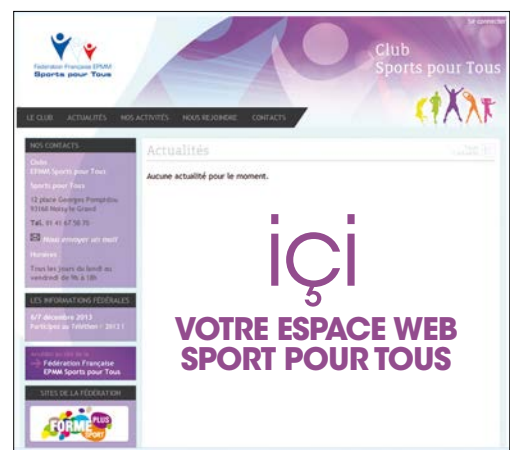 Se connecter
Fédération Française EPMM
Sports pour Tous
Club
Sports pour Tous
LE CLUB ACTUALITÉS NOS ACTIVITÉS NOUS REJOINDRE CONTACTS
NOS CONTACTS
Clubs
EPMM Sports pour Tous
Sports pour Tous
12 place Georges Pompidou
93160 Noisy le Grand
Tél. 01 41 67 50 70
Nous envoyer un mail
Horaires
Tous les jours du lundi au
vendredi de 9h à 18h
LES INFORMATIONS FÉDÉRALES
6/7 décembre 2013
Participez au Téléthon 2013 !
Fédération Française
EPMM Sports pour Tous
SITES DE LA FÉDÉRATION
FORME PLUS
SPORT
Actualités
Aucune actualité pour le moment.
içi
VOTRE ESPACE WEB
SPORT POUR TOUS